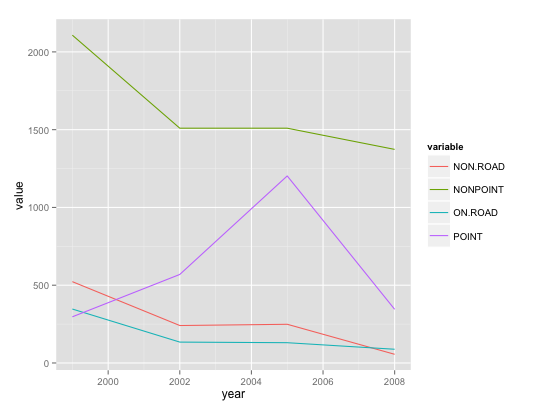 value
2000
1500
1000
500
0
2000
2002
2004
2006
2008
year
variable
NON.ROAD
NONPOINT
ON.ROAD
POINT